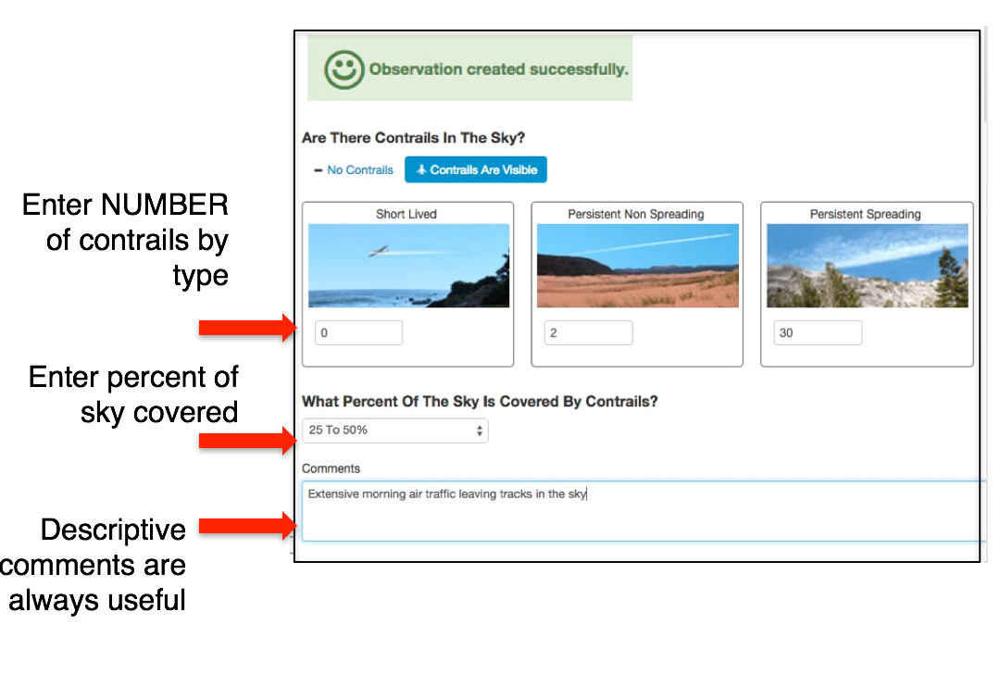 Observation created successfully.
Are There Contrails In The Sky?
No Contrails
Contrails Are Visible
Enter NUMBER
of contrails by
type
Short Lived
Persistent Non Spreading
Persistent Spreading
0
2
30
Enter percent of
sky covered
What Percent Of The Sky Is Covered By Contrails?
25 To 50%
Comments
Extensive morning air traffic leaving tracks in the sky
Descriptive
comments are
always useful